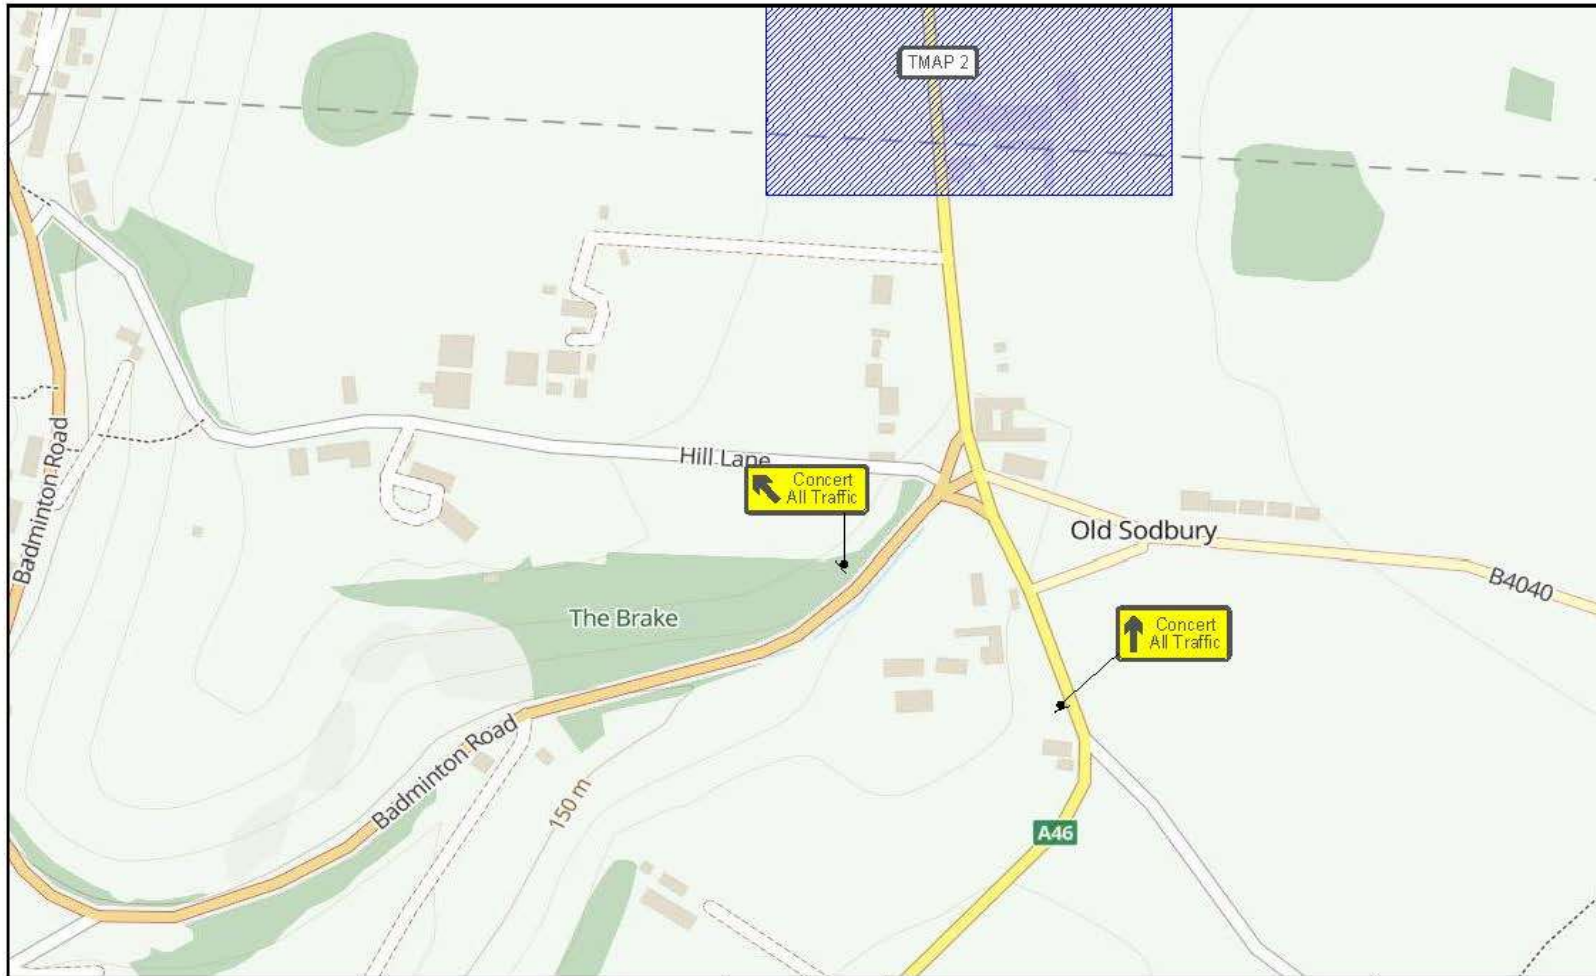 TMAP 2
Badminton Road
Hill Lane
Concert
All Traffic
Old Sodbury
B4040
The Brake
Concert
All Traffic
Badminton Road
150 m
A46